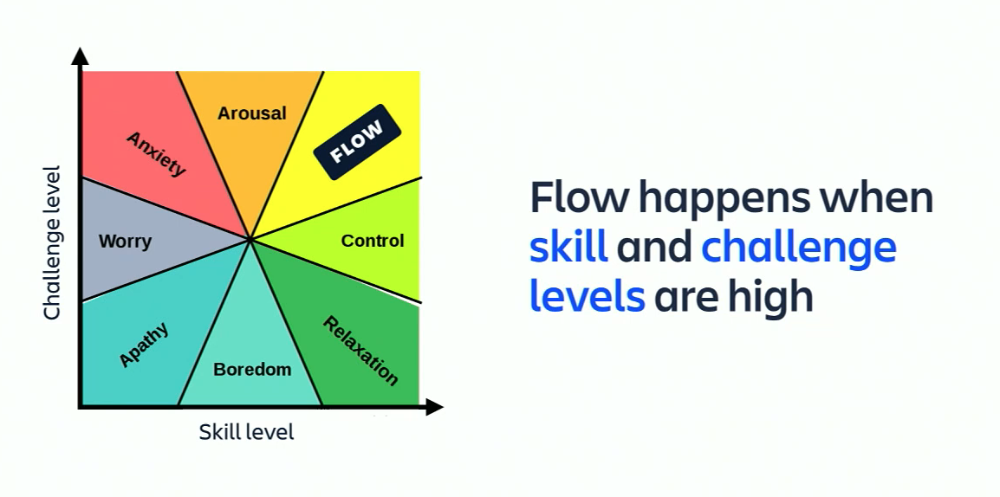 Arousal
FLOW
Anxiety
Worry
Control
Challenge level
Apathy
Relaxation
Boredom
Skill level
Flow happens when
skill and challenge
levels are high